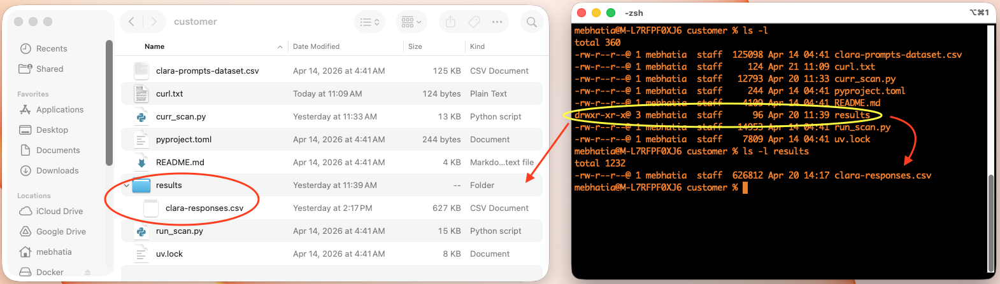 customer
Recents
Shared
Favorites
Applications
Desktop
Documents
Downloads
Locations
iCloud Drive
Google Drive
mebhatia
Docker
Name Date Modified Size Kind
clara-prompts-dataset.csv Apr 14, 2026 at 4:41 AM 125 KB CSV Document
curl.txt Today at 11:09 AM 124 bytes Plain Text
curr_scan.py Yesterday at 11:33 AM 13 KB Python script
pyproject.toml Apr 14, 2026 at 4:41 AM 244 bytes Document
README.md Apr 14, 2026 at 4:41 AM 4 KB Markdo...text file
results Yesterday at 11:39 AM -- Folder
clara-responses.csv Yesterday at 2:17 PM 627 KB CSV Document
run_scan.py Apr 14, 2026 at 4:41 AM 15 KB Python script
uv.lock Apr 14, 2026 at 4:41 AM 8 KB Document
-zsh ⌥⌘1
mebhatia@M-L7RFPF0XJ6 customer % ls -l
total 360
-rw-r--r--@ 1 mebhatia staff 125098 Apr 14 04:41 clara-prompts-dataset.csv
-rw-r--r--@ 1 mebhatia staff 124 Apr 21 11:09 curl.txt
-rw-r--r--@ 1 mebhatia staff 12793 Apr 20 11:33 curr_scan.py
-rw-r--r--@ 1 mebhatia staff 244 Apr 14 04:41 pyproject.toml
-rw-r--r--@ 1 mebhatia staff 4109 Apr 14 04:41 README.md
drwxr-xr-x@ 3 mebhatia staff 96 Apr 20 11:39 results
-rw-r--r--@ 1 mebhatia staff 14953 Apr 14 04:41 run_scan.py
-rw-r--r--@ 1 mebhatia staff 7809 Apr 14 04:41 uv.lock
mebhatia@M-L7RFPF0XJ6 customer % ls -l results
total 1232
-rw-r--r--@ 1 mebhatia staff 626812 Apr 20 14:17 clara-responses.csv
mebhatia@M-L7RFPF0XJ6 customer %